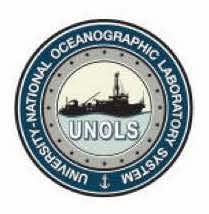 UNIVERSITY-NATIONAL OCEANOGRAPHIC LABORATORY SYSTEM
UNOLS